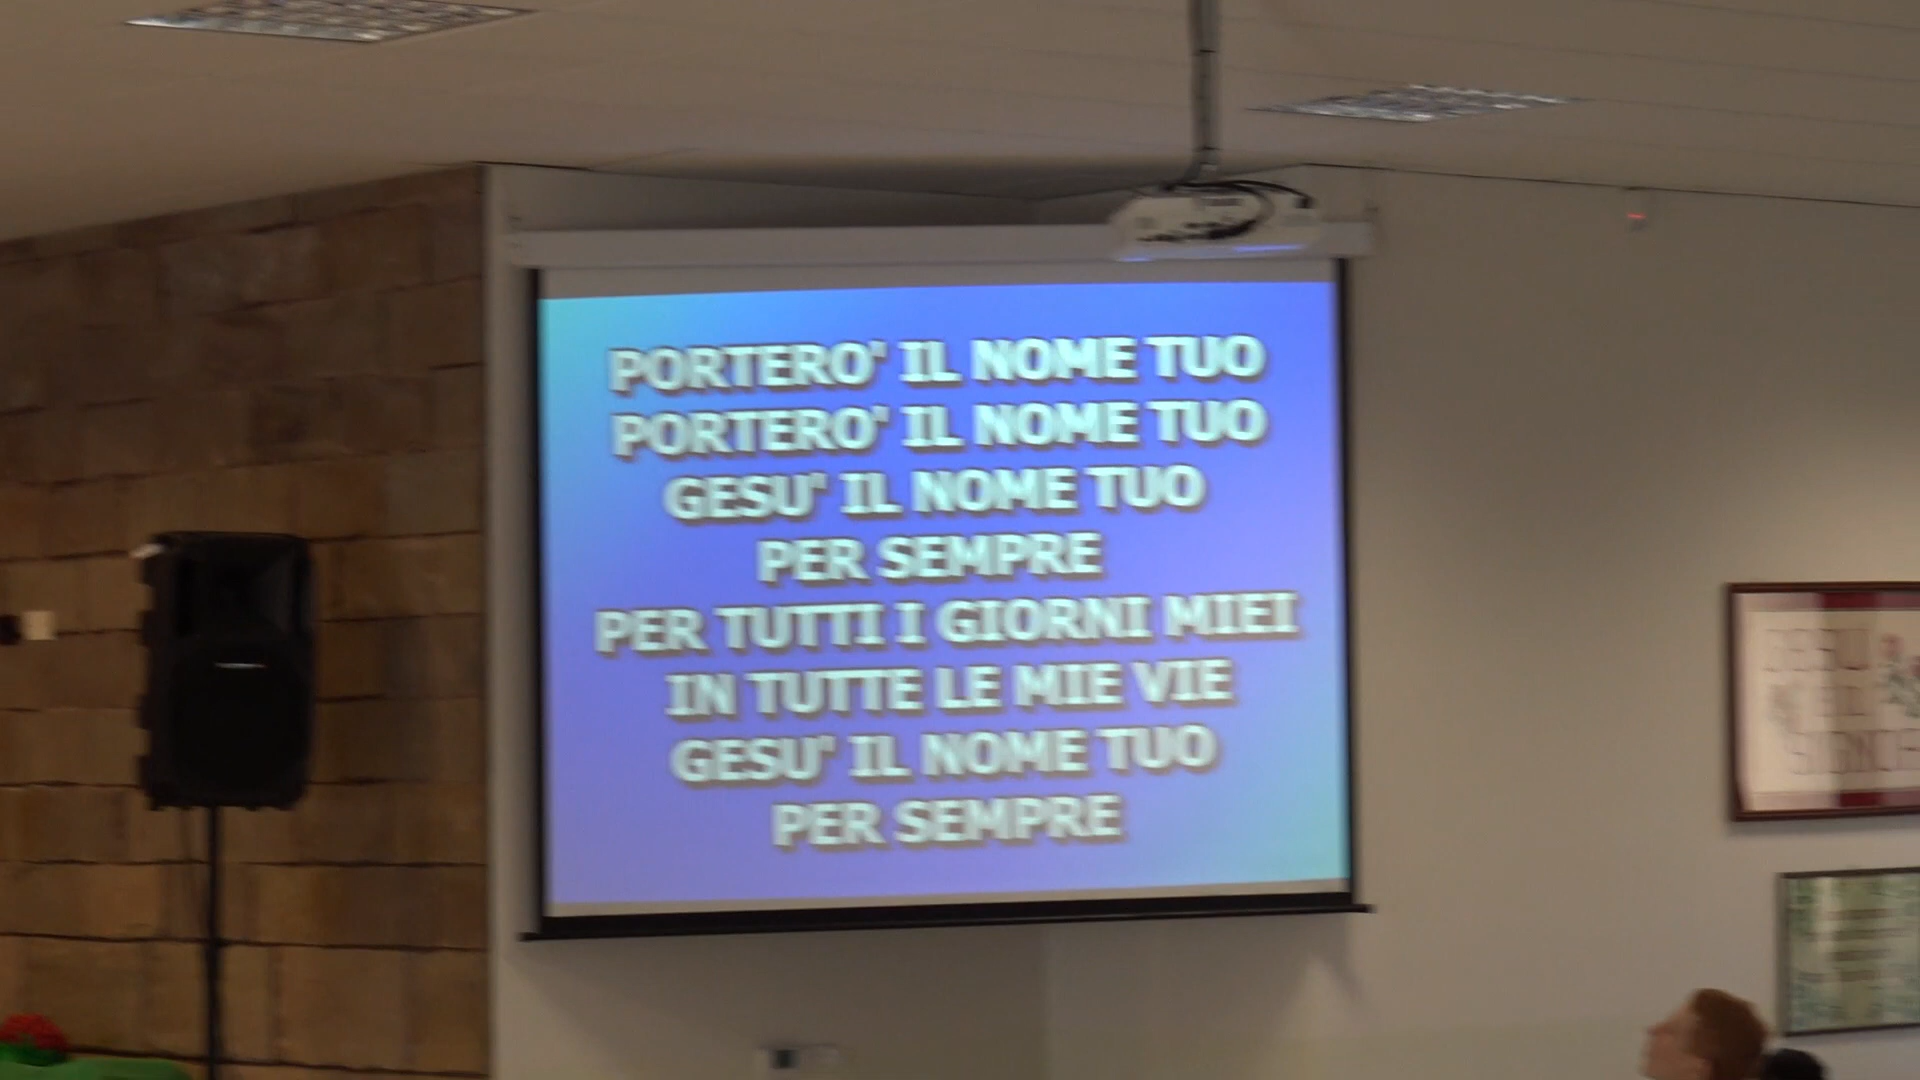 PORTERO' IL NOME TUO
PORTERO' IL NOME TUO
GESU' IL NOME TUO
PER SEMPRE
PER TUTTI I GIORNI MIEI
IN TUTTE LE MIE VIE
GESU' IL NOME TUO
PER SEMPRE